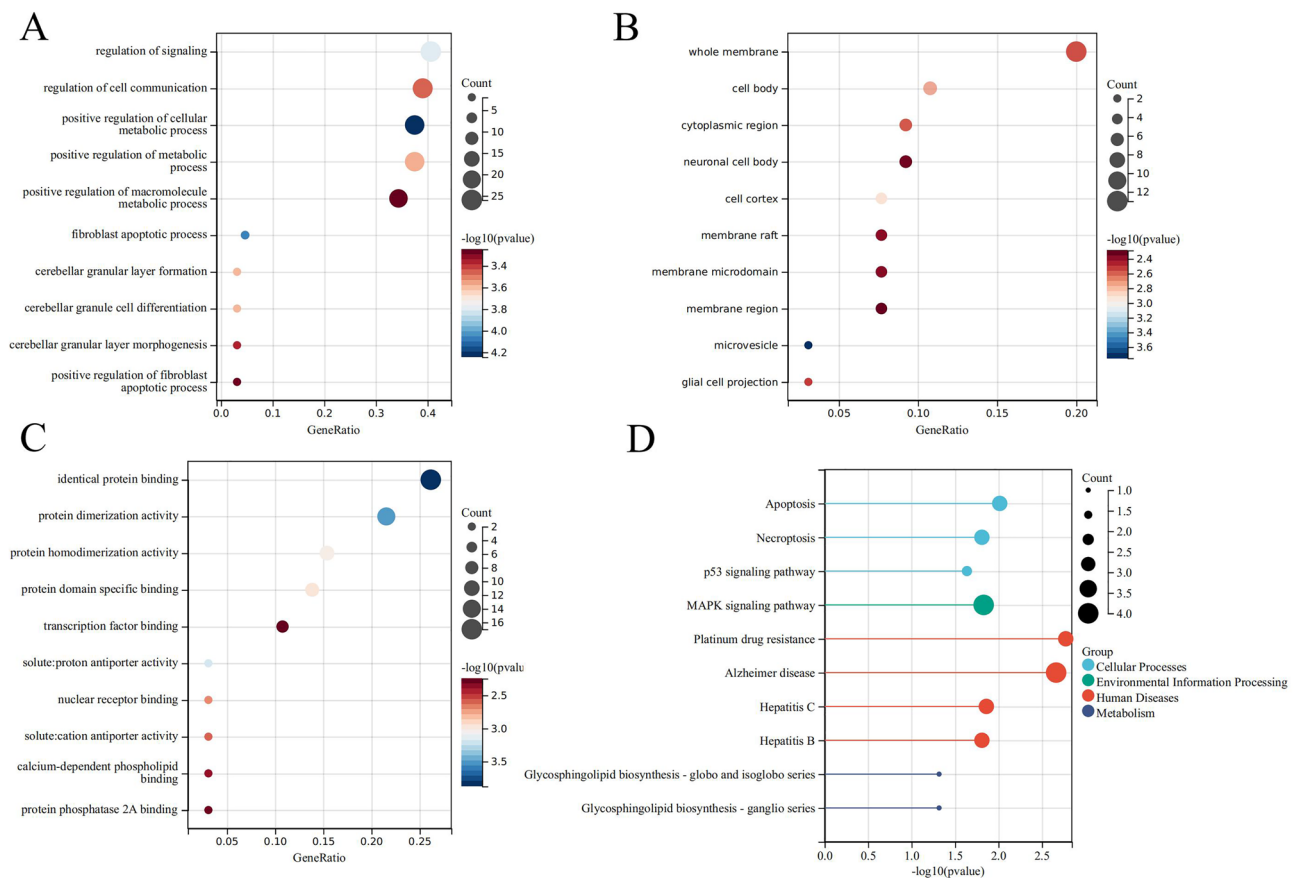 A
regulation of signaling
regulation of cell communication
positive regulation of cellular
metabolic process
positive regulation of metabolic
process
positive regulation of macromolecule
metabolic process
fibroblast apoptotic process
cerebellar granular layer formation
cerebellar granule cell differentiation
cerebellar granular layer morphogenesis
positive regulation of fibroblast
apoptotic process
0.0 0.1 0.2 0.3 0.4
GeneRatio
Count
5
10
15
20
25
-log10(pvalue)
3.4
3.6
3.8
4.0
4.2
B
whole membrane
cell body
cytoplasmic region
neuronal cell body
cell cortex
membrane raft
membrane microdomain
membrane region
microvesicle
glial cell projection
0.05 0.10 0.15 0.20
GeneRatio
Count
2
4
6
8
10
12
-log10(pvalue)
2.4
2.6
2.8
3.0
3.2
3.4
3.6
C
identical protein binding
protein dimerization activity
protein homodimerization activity
protein domain specific binding
transcription factor binding
solute:proton antiporter activity
nuclear receptor binding
solute:cation antiporter activity
calcium-dependent phospholipid
binding
protein phosphatase 2A binding
0.05 0.10 0.15 0.20 0.25
GeneRatio
Count
2
4
6
8
10
12
14
16
-log10(pvalu
2.5
3.0
3.5
D
Apoptosis
Necroptosis
p53 signaling pathway
MAPK signaling pathway
Platinum drug resistance
Alzheimer disease
Hepatitis C
Hepatitis B
Glycosphingolipid biosynthesis - globo and isoglobo series
Glycosphingolipid biosynthesis - ganglio series
0.0 0.5 1.0 1.5 2.0 2.5
-log10(pvalue)
Count
1.0
1.5
2.0
2.5
3.0
3.5
4.0
Group
Cellular Processes
Environmental Information Processing
Human Diseases
Metabolism